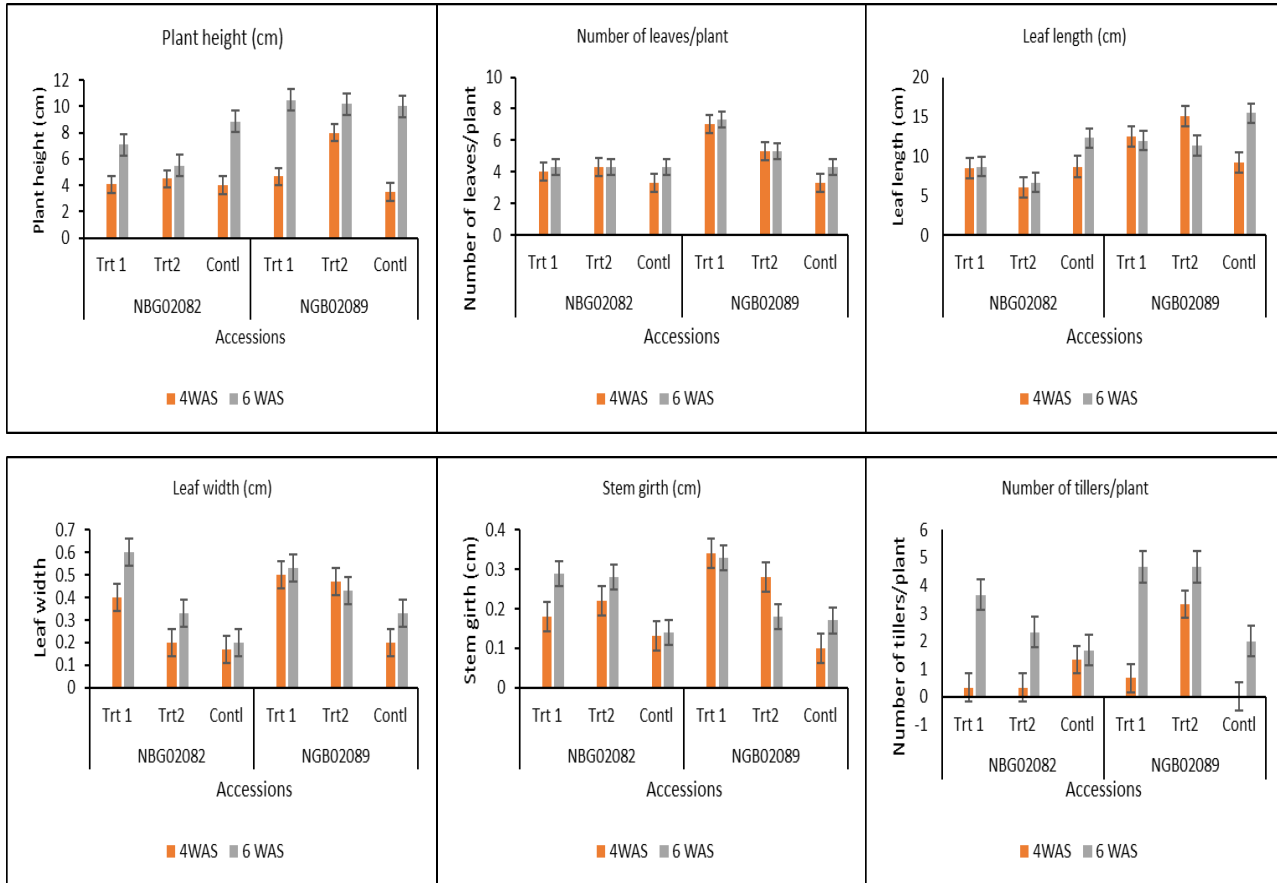 Plant height (cm)
Plant height (cm)
12
10
8
6
4
2
0
Trt 1 Trt2 Contl Trt 1 Trt2 Contl
NBG02082 NGB02089
Accessions
4WAS 6 WAS
Number of leaves/plant
Number of leaves/plant
10
8
6
4
2
0
Trt 1 Trt2 Contl Trt 1 Trt2 Contl
NBG02082 NGB02089
Accessions
4WAS 6 WAS
Leaf length (cm)
Leaf length (cm)
20
15
10
5
0
Trt 1 Trt2 Contl Trt 1 Trt2 Contl
NBG02082 NGB02089
Accessions
4WAS 6 WAS
Leaf width (cm)
Leaf width
0.7
0.6
0.5
0.4
0.3
0.2
0.1
0
Trt 1 Trt2 Contl Trt 1 Trt2 Contl
NBG02082 NGB02089
Accessions
4WAS 6 WAS
Stem girth (cm)
Stem girth (cm)
0.4
0.3
0.2
0.1
0
Trt 1 Trt2 Contl Trt 1 Trt2 Contl
NBG02082 NGB02089
Accessions
4WAS 6 WAS
Number of tillers/plant
Number of tillers/plant
6
5
4
3
2
1
0
-1
Trt 1 Trt2 Contl Trt 1 Trt2 Contl
NBG02082 NGB02089
Accessions
4WAS 6 WAS